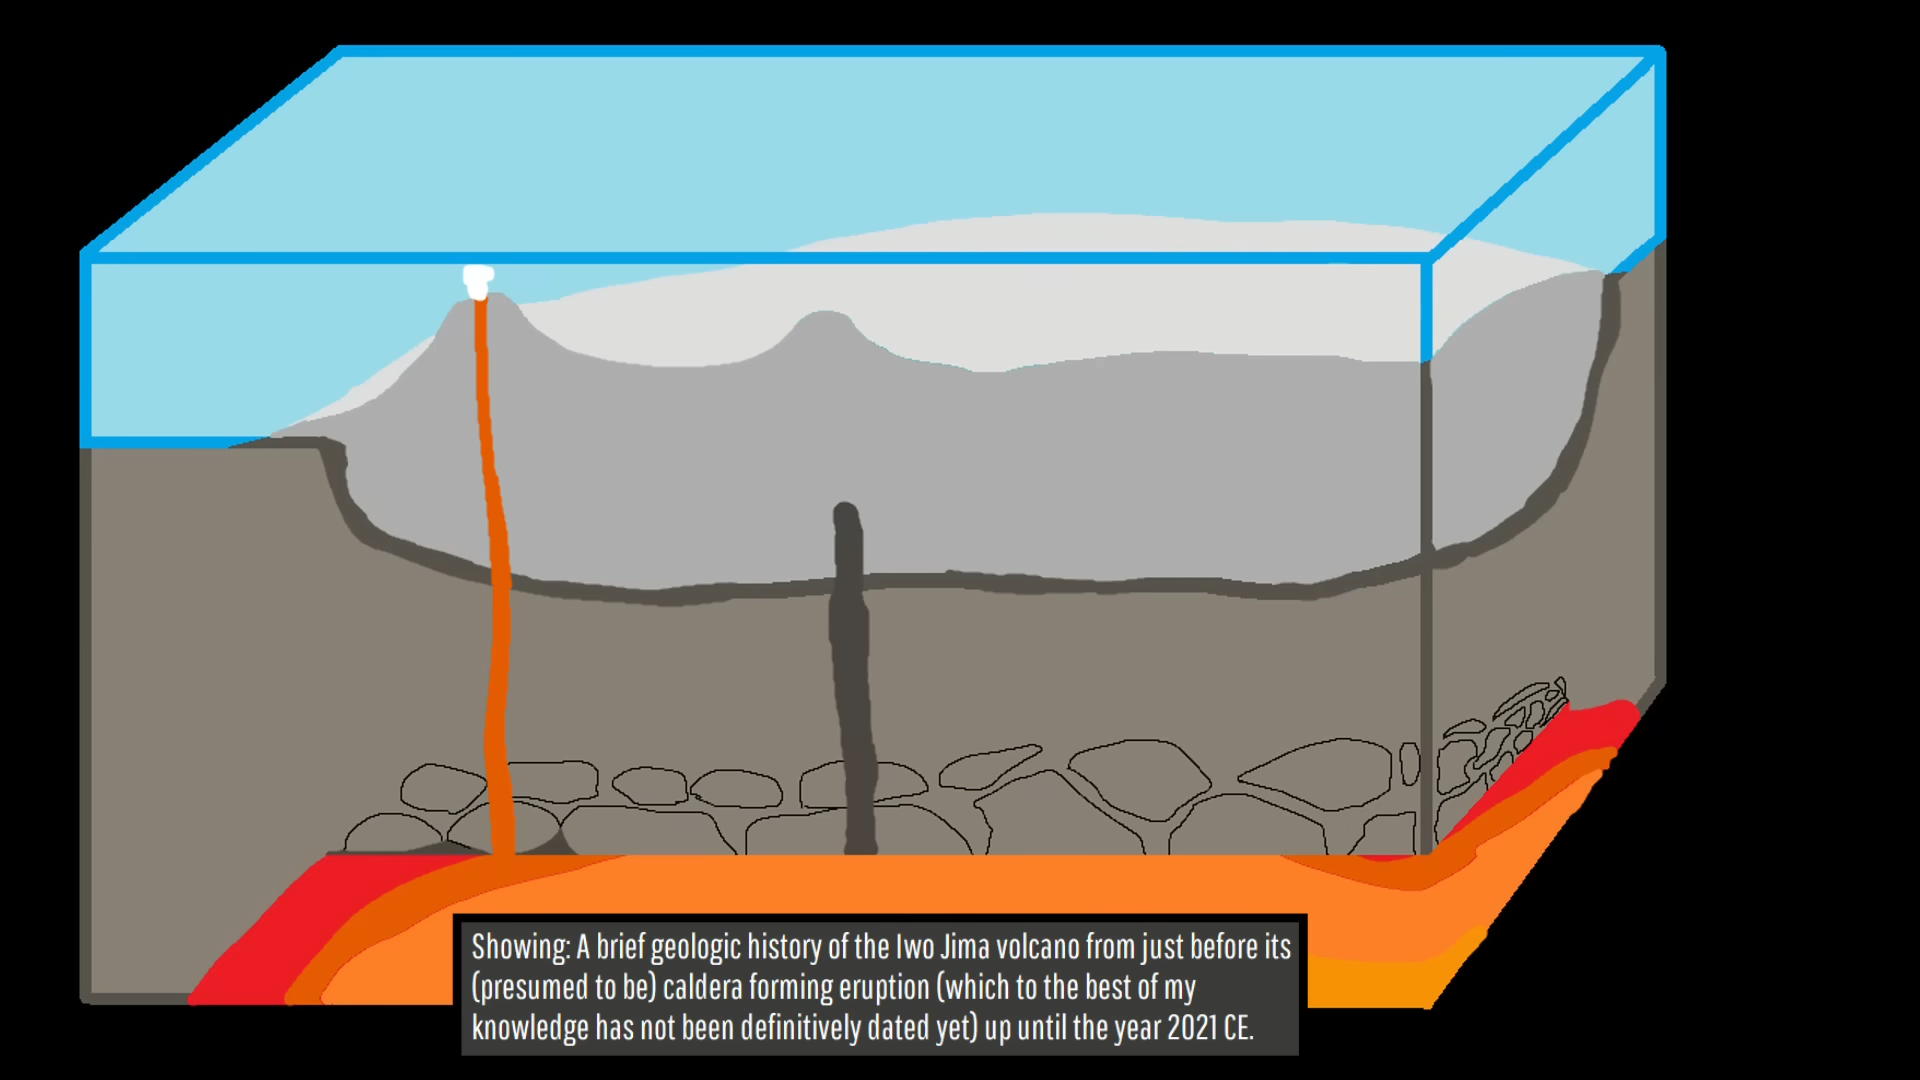 Showing: A brief geologic history of the Iwo Jima volcano from just before its
(presumed to be) caldera forming eruption (which to the best of my
knowledge has not been definitively dated yet) up until the year 2021 CE.